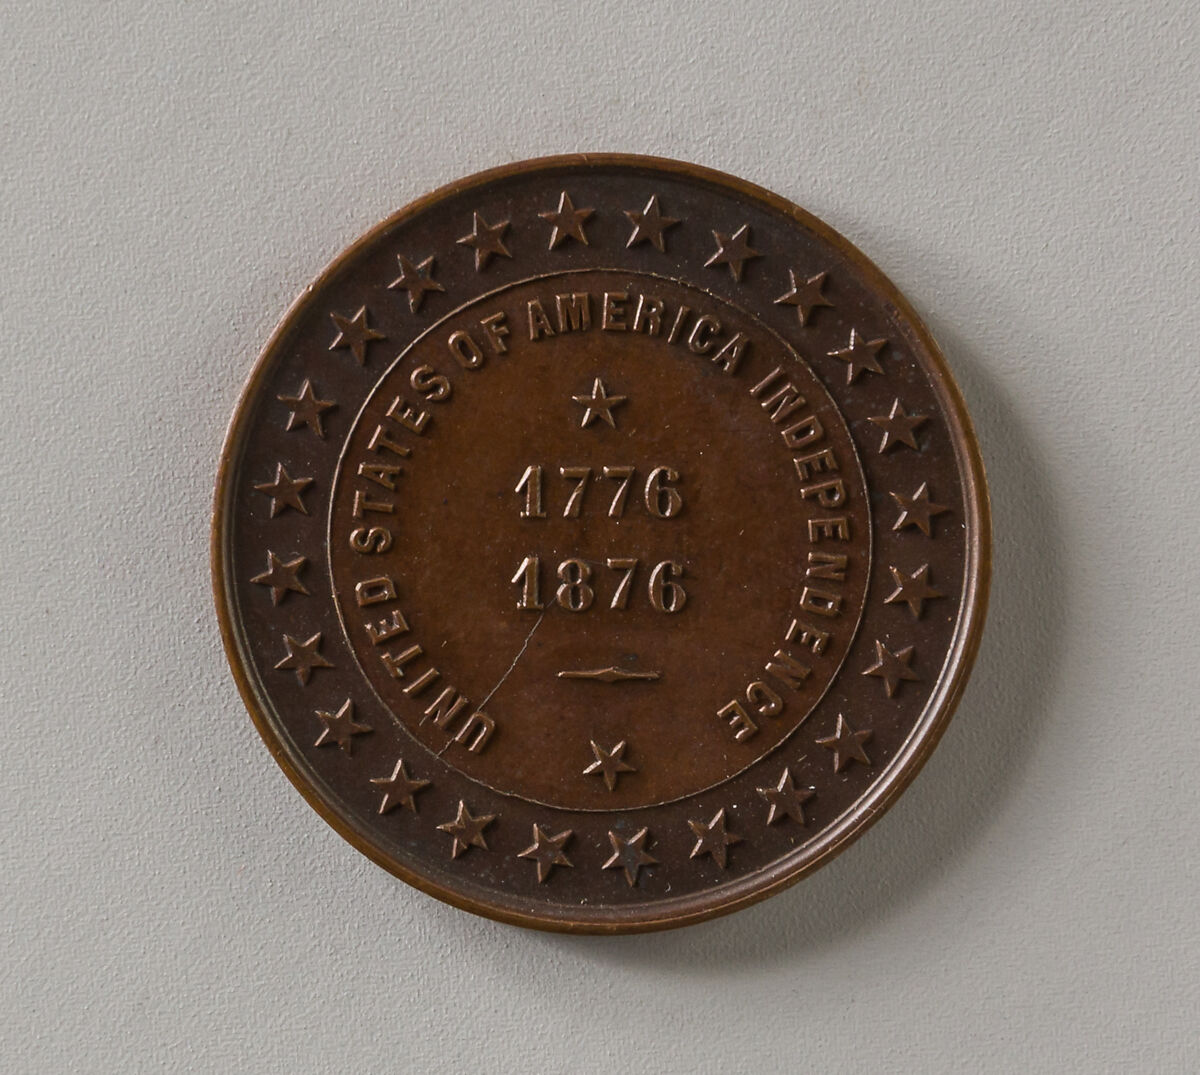 UNITED STATES OF AMERICA INDEPENDENCE
1776
1876